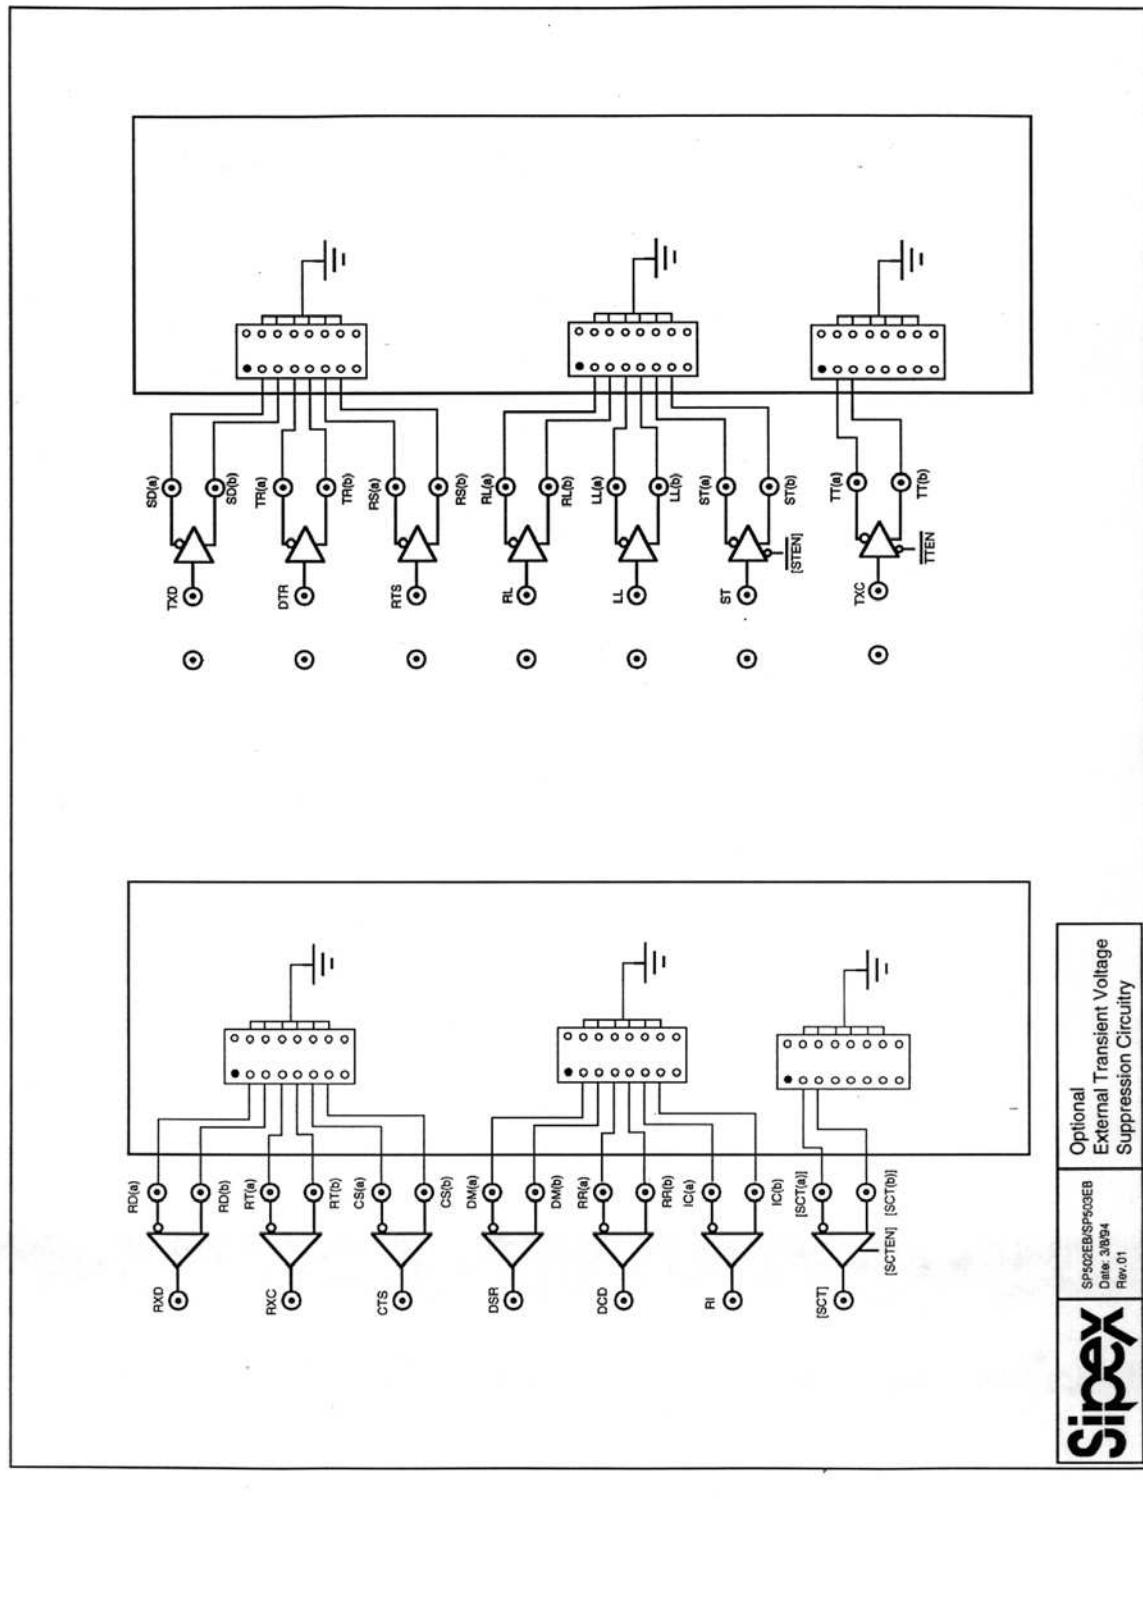 SD(a)
SD(b)
TR(a)
TR(b)
RS(a)
RS(b)
RL(a)
RL(b)
LL(a)
LL(b)
ST(a)
ST(b)
TT(a)
TT(b)
TXD
DTR
RTS
RL
LL
ST
[STEN]
TXC
TTEN
RD(a)
RD(b)
RT(a)
RT(b)
CS(a)
CS(b)
DM(a)
DM(b)
RR(a)
RR(b)
IC(a)
IC(b)
[SCT(a)]
[SCT(b)]
RXD
RXC
CTS
DSR
DCD
RI
[SCT]
[SCTEN]
Sipex
SP502EB/SP503EB
Date: 3/8/94
Rev.01
Optional
External Transient Voltage
Suppression Circuitry